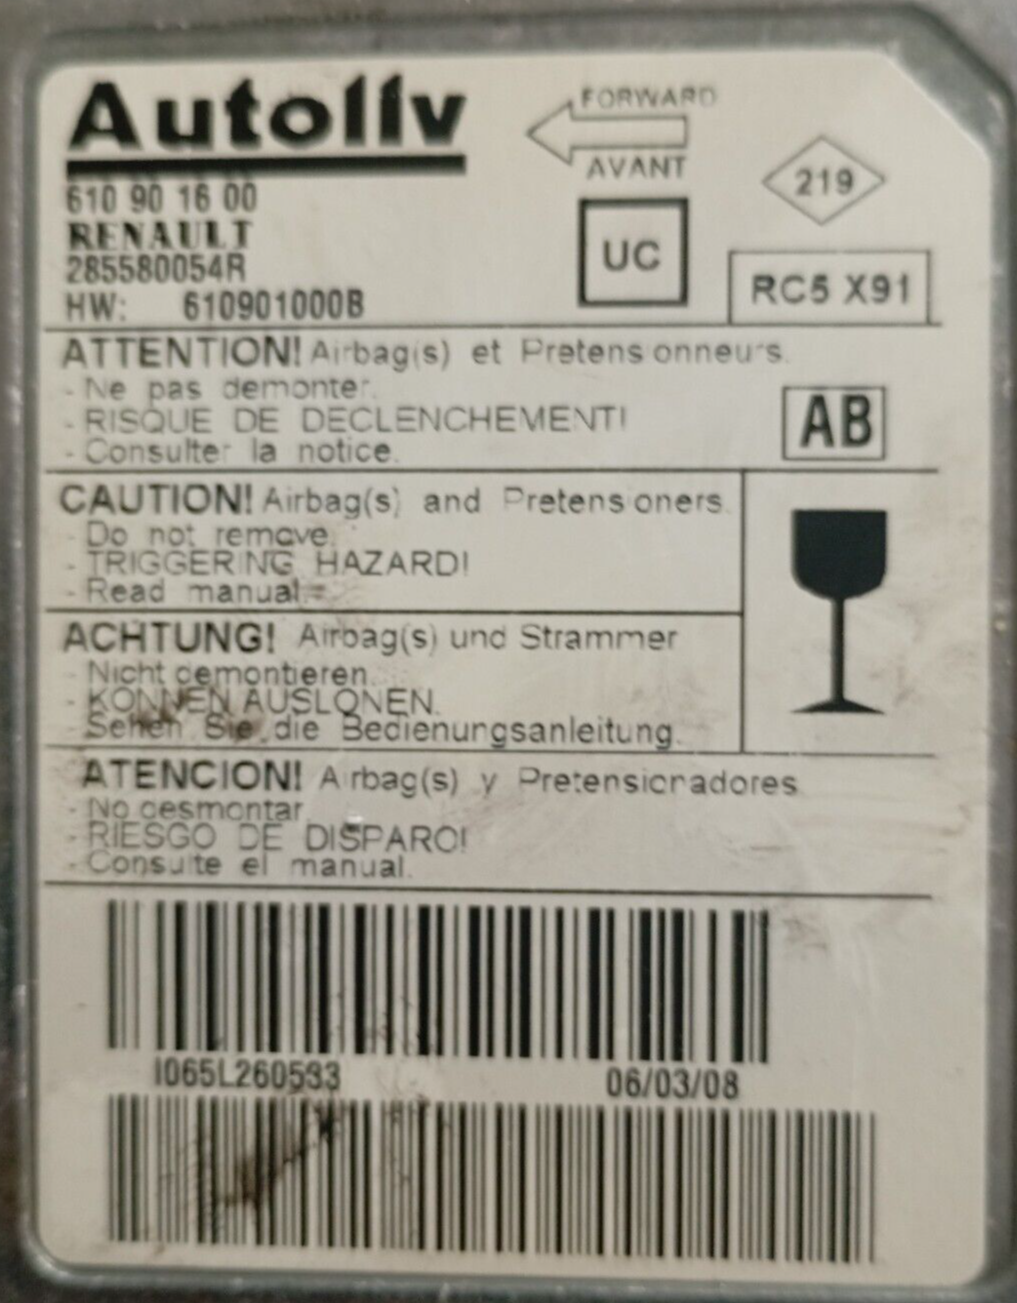 Autoliv
FORWARD
AVANT
219
610 90 16 00
RENAULT
285580054R
HW: 610901000B
UC
RC5 X91
ATTENTION! Airbag(s) et Pretensionneurs.
- Ne pas demonter.
- RISQUE DE DECLENCHEMENT!
- Consulter la notice.
AB
CAUTION! Airbag(s) and Pretensioners.
- Do not remove.
- TRIGGERING HAZARD!
- Read manual.
ACHTUNG! Airbag(s) und Strammer
- Nicht demontieren.
- KONNEN AUSLONEN.
- Sehen Sie die Bedienungsanleitung.
ATENCION! Airbag(s) y Pretensionadores
- No desmontar
- RIESGO DE DISPARO!
- Consulte el manual.
I065L260533 06/03/08